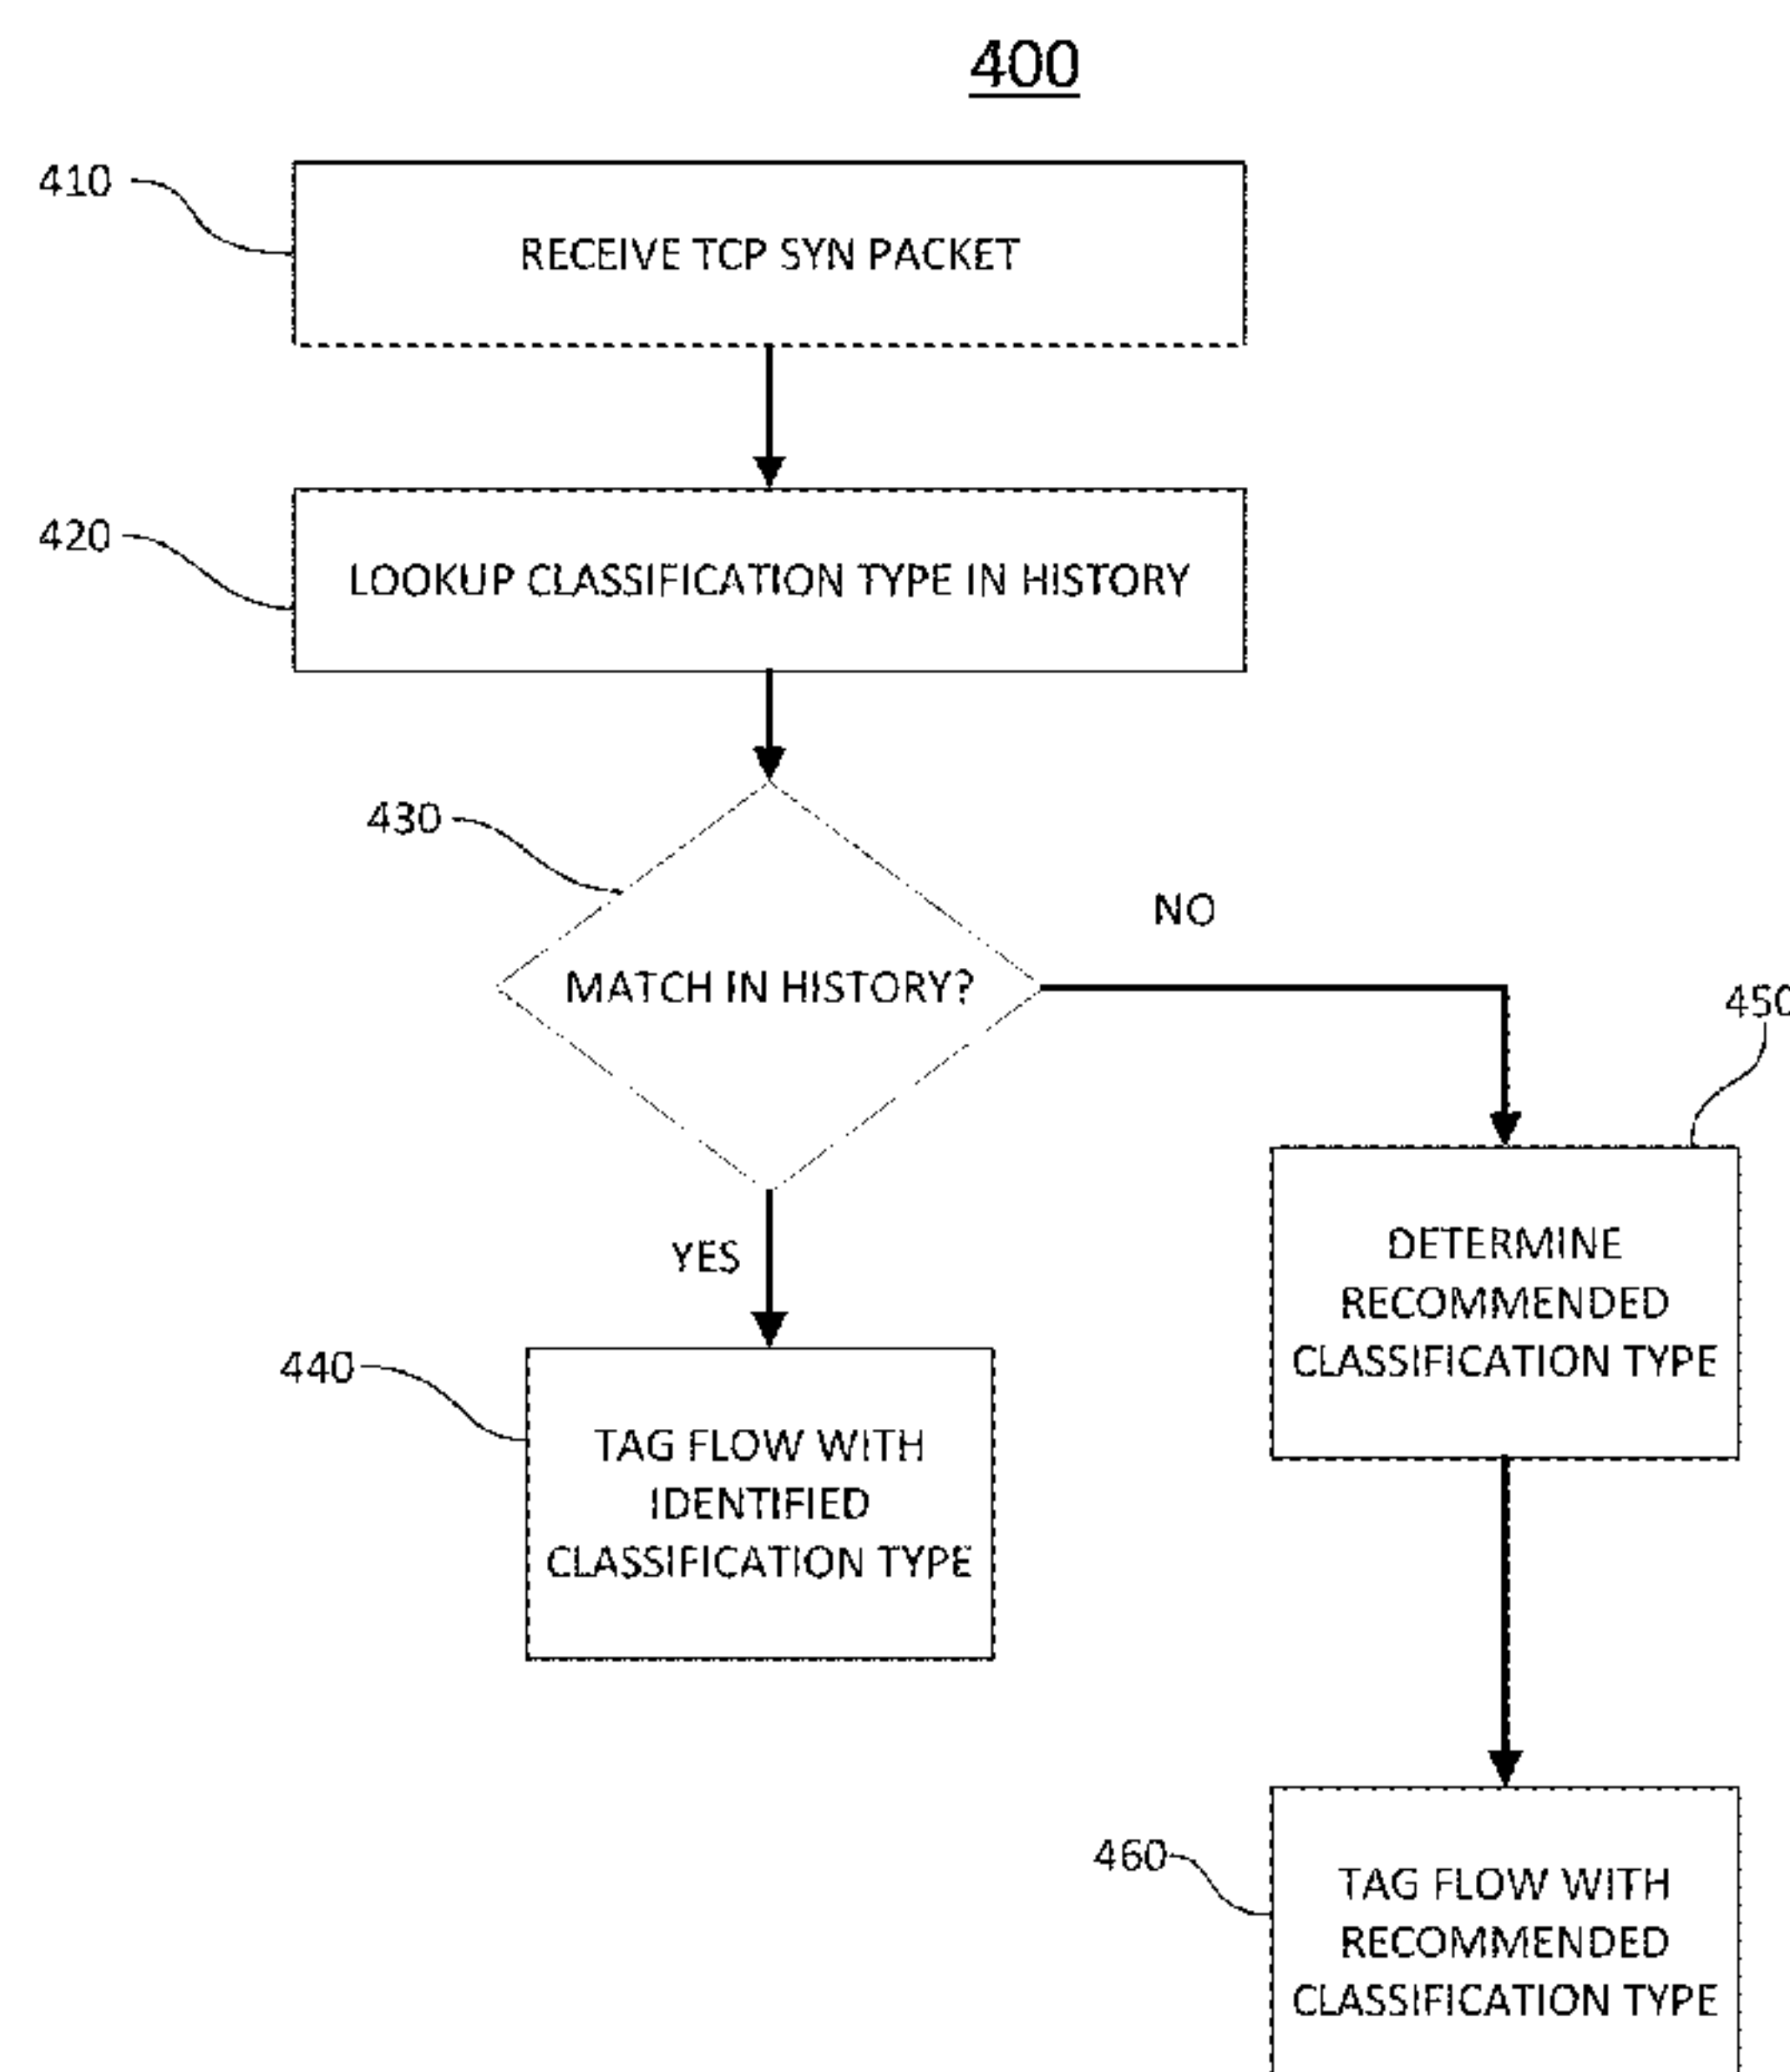 400
410
RECEIVE TCP SYN PACKET
420
LOOKUP CLASSIFICATION TYPE IN HISTORY
430
MATCH IN HISTORY?
NO
450
DETERMINE
RECOMMENDED
CLASSIFICATION TYPE
YES
440
TAG FLOW WITH
IDENTIFIED
CLASSIFICATION TYPE
460
TAG FLOW WITH
RECOMMENDED
CLASSIFICATION TYPE